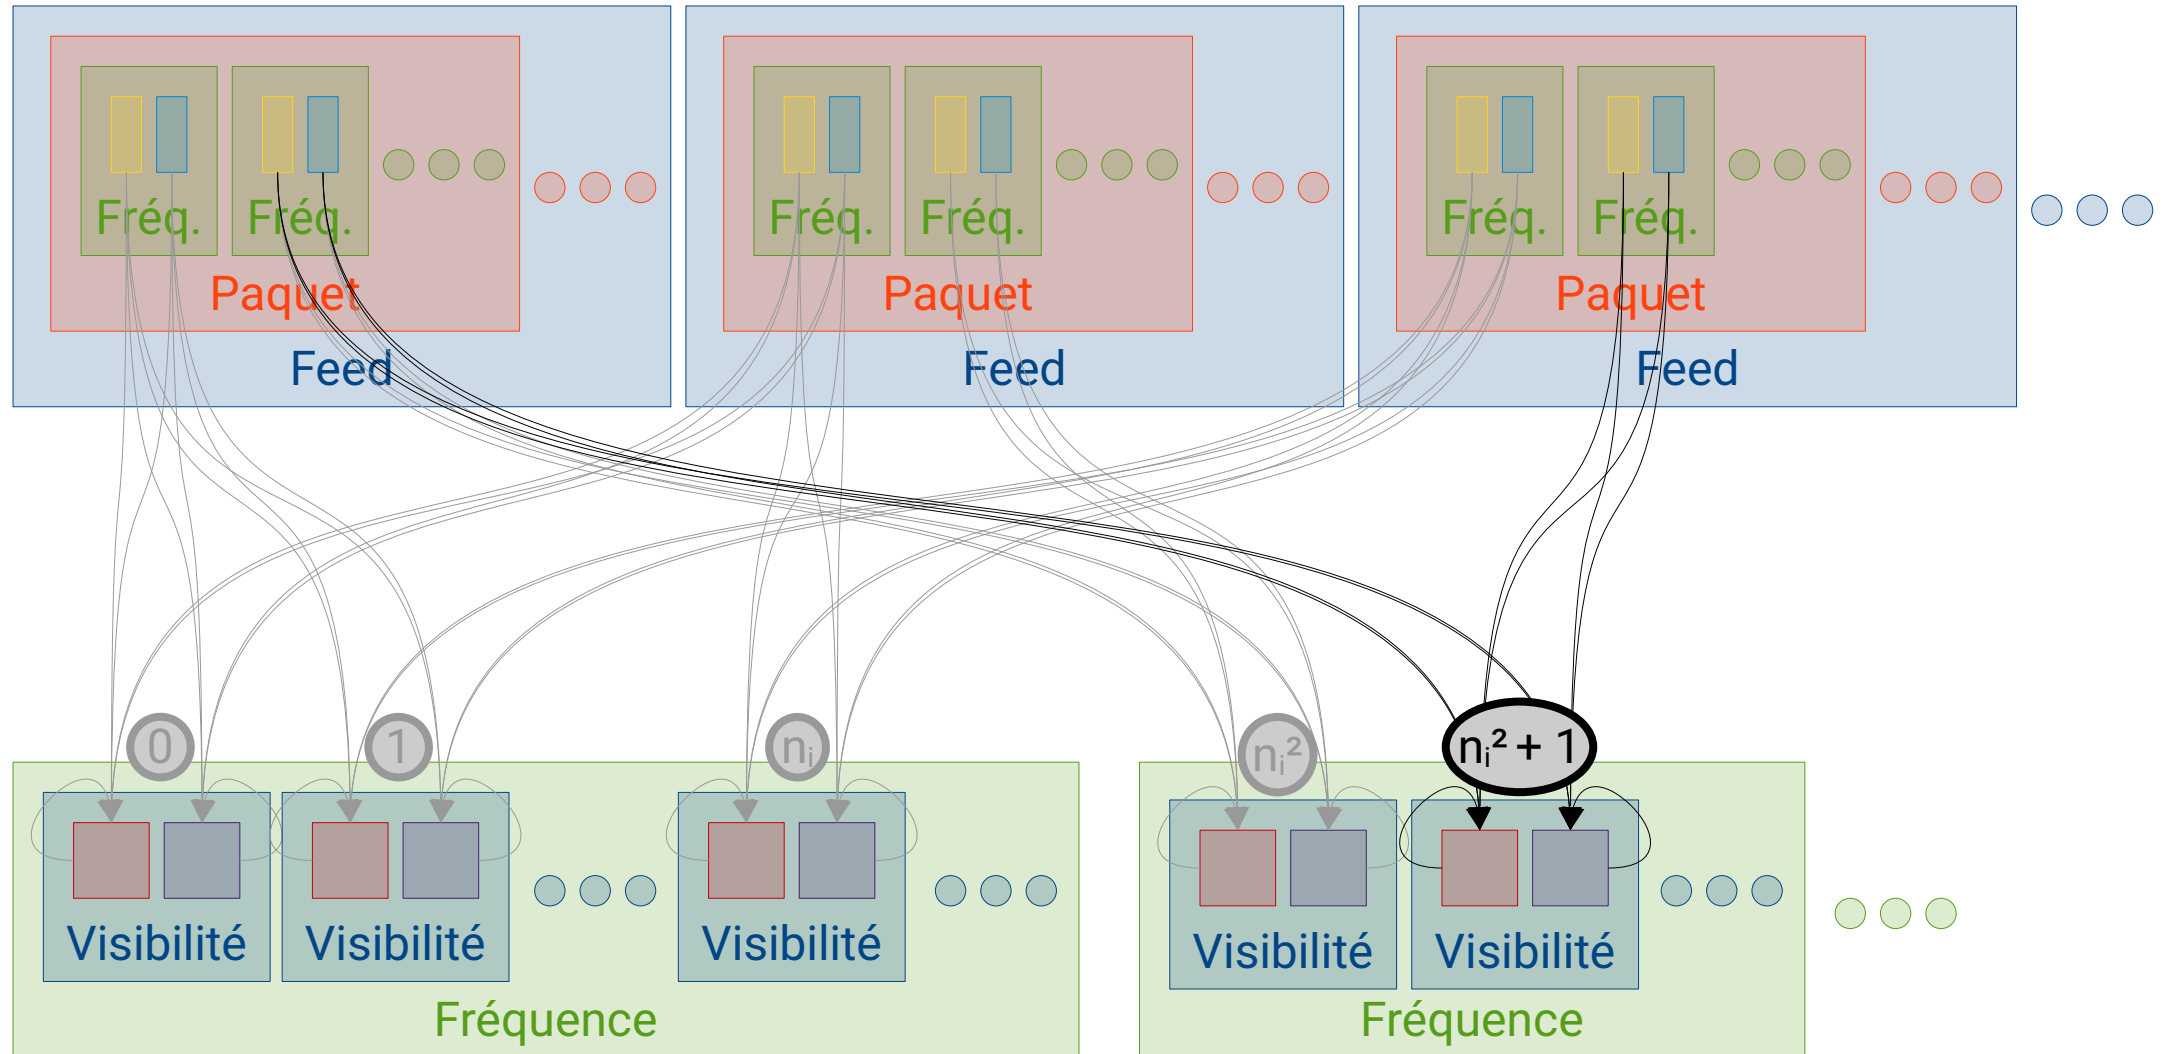 Fréq. Fréq. Fréq. Fréq. Fréq. Fréq.
Paquet Paquet Paquet
Feed Feed Feed
0 1 nᵢ nᵢ² nᵢ² + 1
Visibilité Visibilité Visibilité Visibilité Visibilité
Fréquence Fréquence